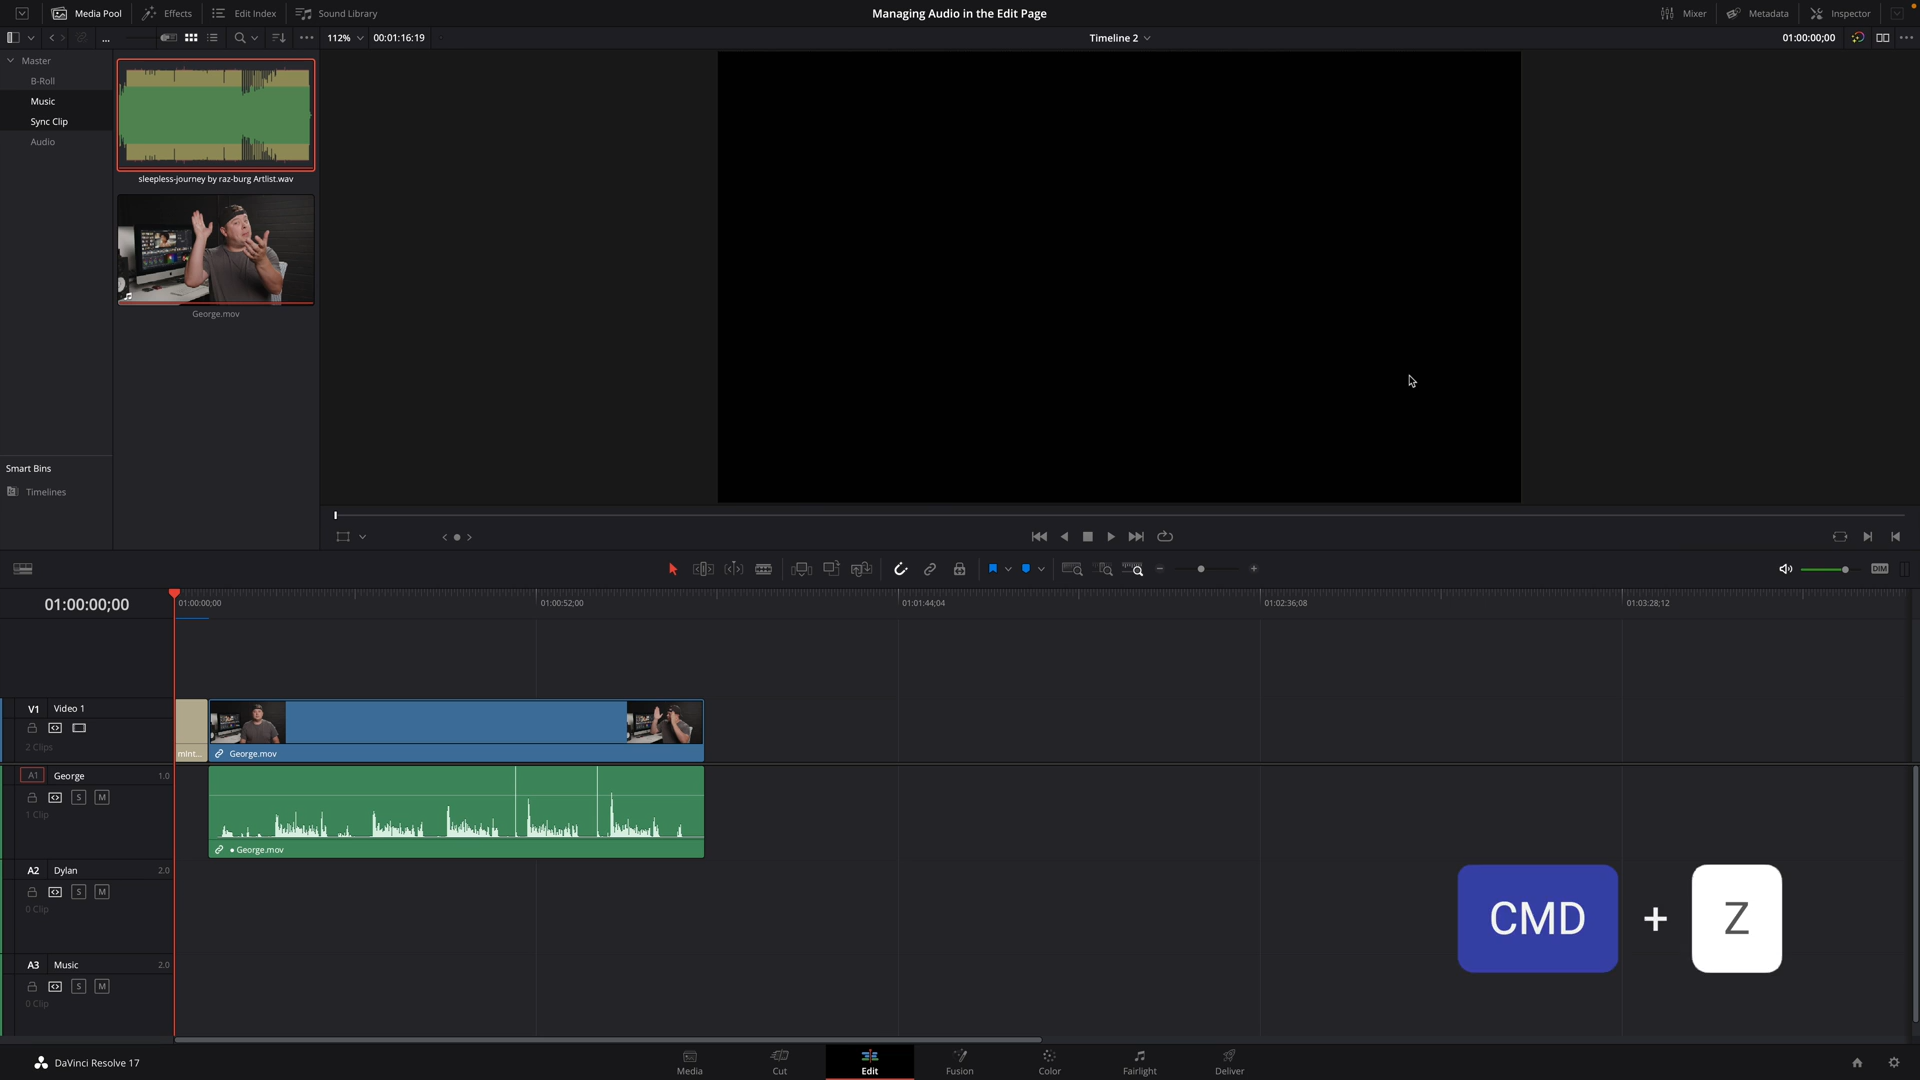 Media Pool
Effects
Edit Index
Sound Library
Managing Audio in the Edit Page
Mixer
Metadata
Inspector
...
112%
00:01:16:19
Timeline 2
01:00:00;00
Master
B-Roll
Music
Sync Clip
Audio
sleepless-journey by raz-burg Artlist.wav
George.mov
Smart Bins
Timelines
DIM
01:00:00;00
01:00:00;00
01:00:52;00
01:01:44;04
01:02:36;08
01:03:28;12
V1 Video 1
2 Clips
mint...
George.mov
A1 George 1.0
S M
1 Clip
• George.mov
A2 Dylan 2.0
S M
0 Clip
A3 Music 2.0
S M
0 Clip
CMD + Z
DaVinci Resolve 17
Media
Cut
Edit
Fusion
Color
Fairlight
Deliver